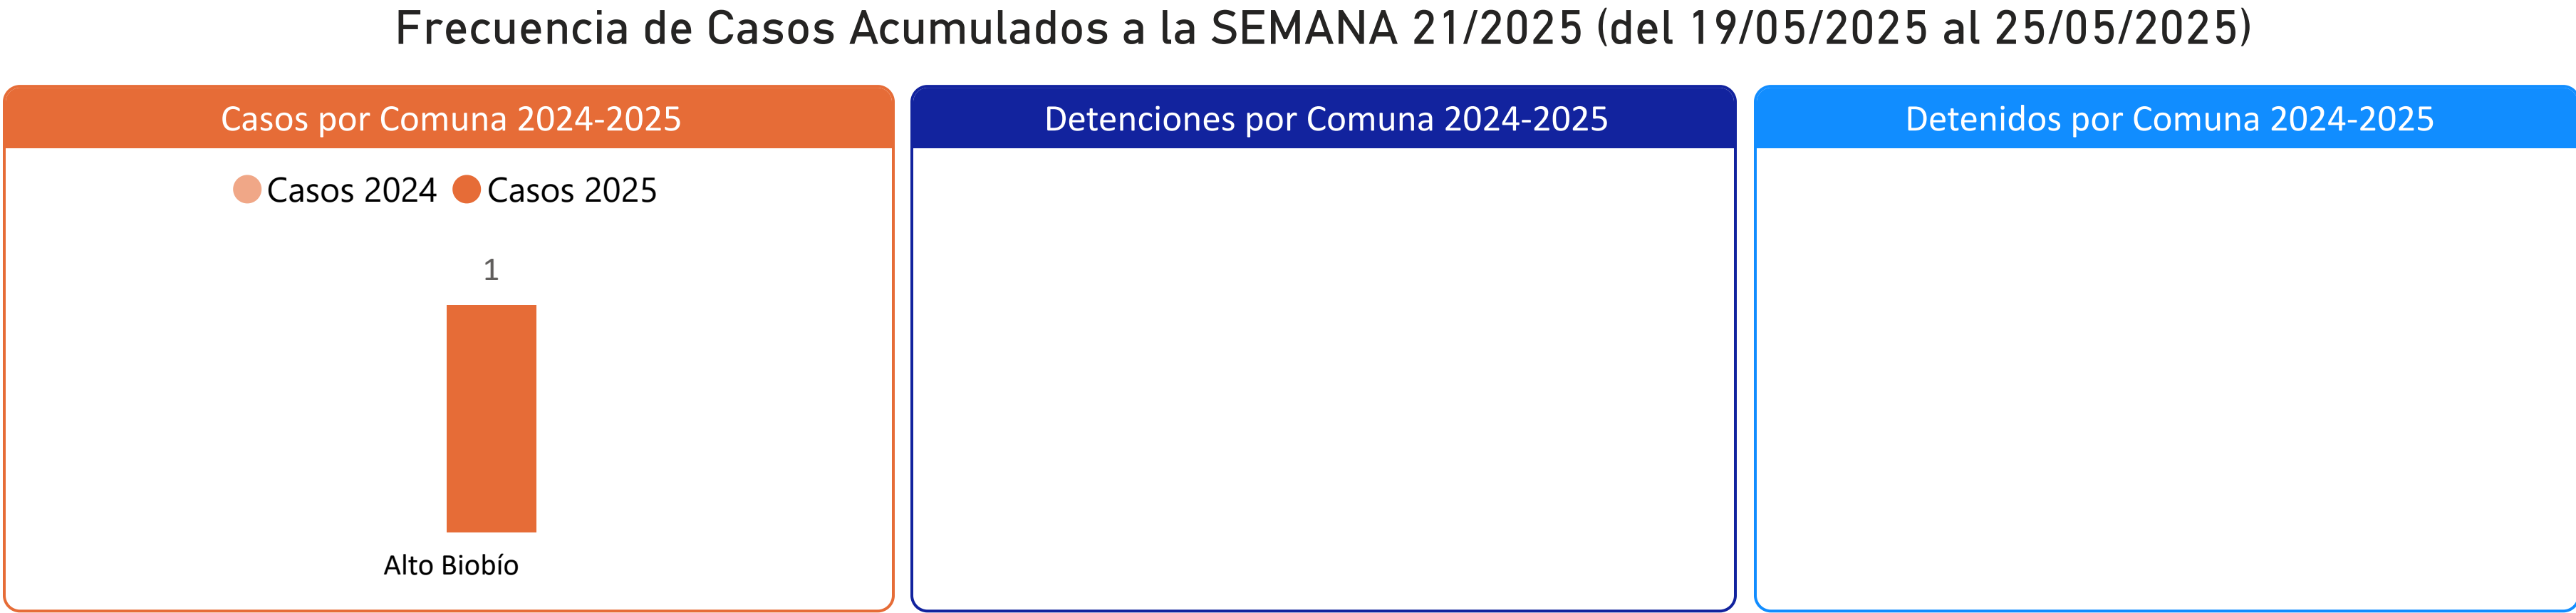 Frecuencia de Casos Acumulados a la SEMANA 21/2025 (del 19/05/2025 al 25/05/2025)
Casos por Comuna 2024-2025
Casos 2024 Casos 2025
1
Alto Biobío
Detenciones por Comuna 2024-2025
Detenidos por Comuna 2024-2025